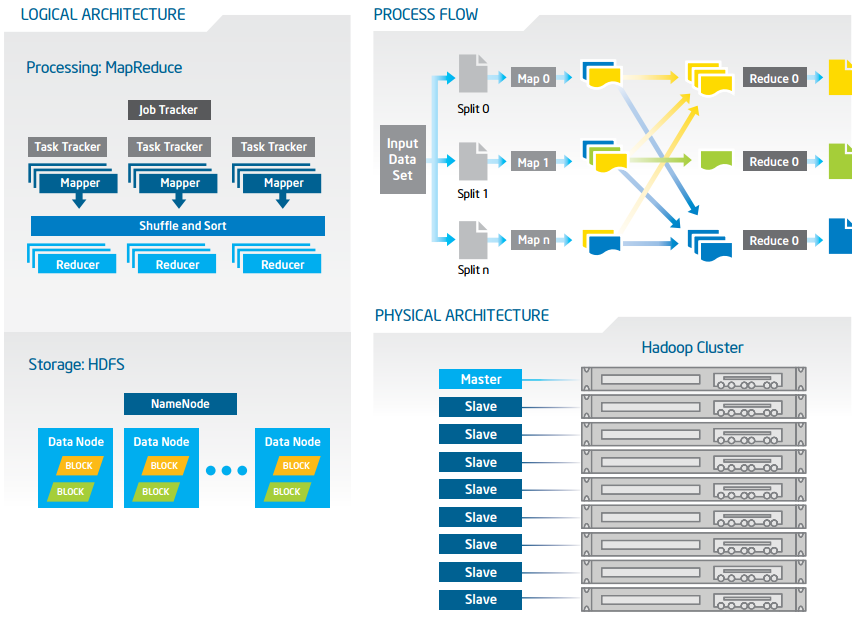 LOGICAL ARCHITECTURE
Processing: MapReduce
Job Tracker
Task Tracker
Task Tracker
Task Tracker
Mapper
Mapper
Mapper
Shuffle and Sort
Reducer
Reducer
Reducer
Storage: HDFS
NameNode
Data Node
Data Node
Data Node
BLOCK
BLOCK
BLOCK
BLOCK
BLOCK
BLOCK
PROCESS FLOW
Input
Data
Set
Split 0
Map 0
Reduce 0
Split 1
Map 1
Reduce 0
Split n
Map n
Reduce 0
PHYSICAL ARCHITECTURE
Hadoop Cluster
Master
Slave
Slave
Slave
Slave
Slave
Slave
Slave
Slave